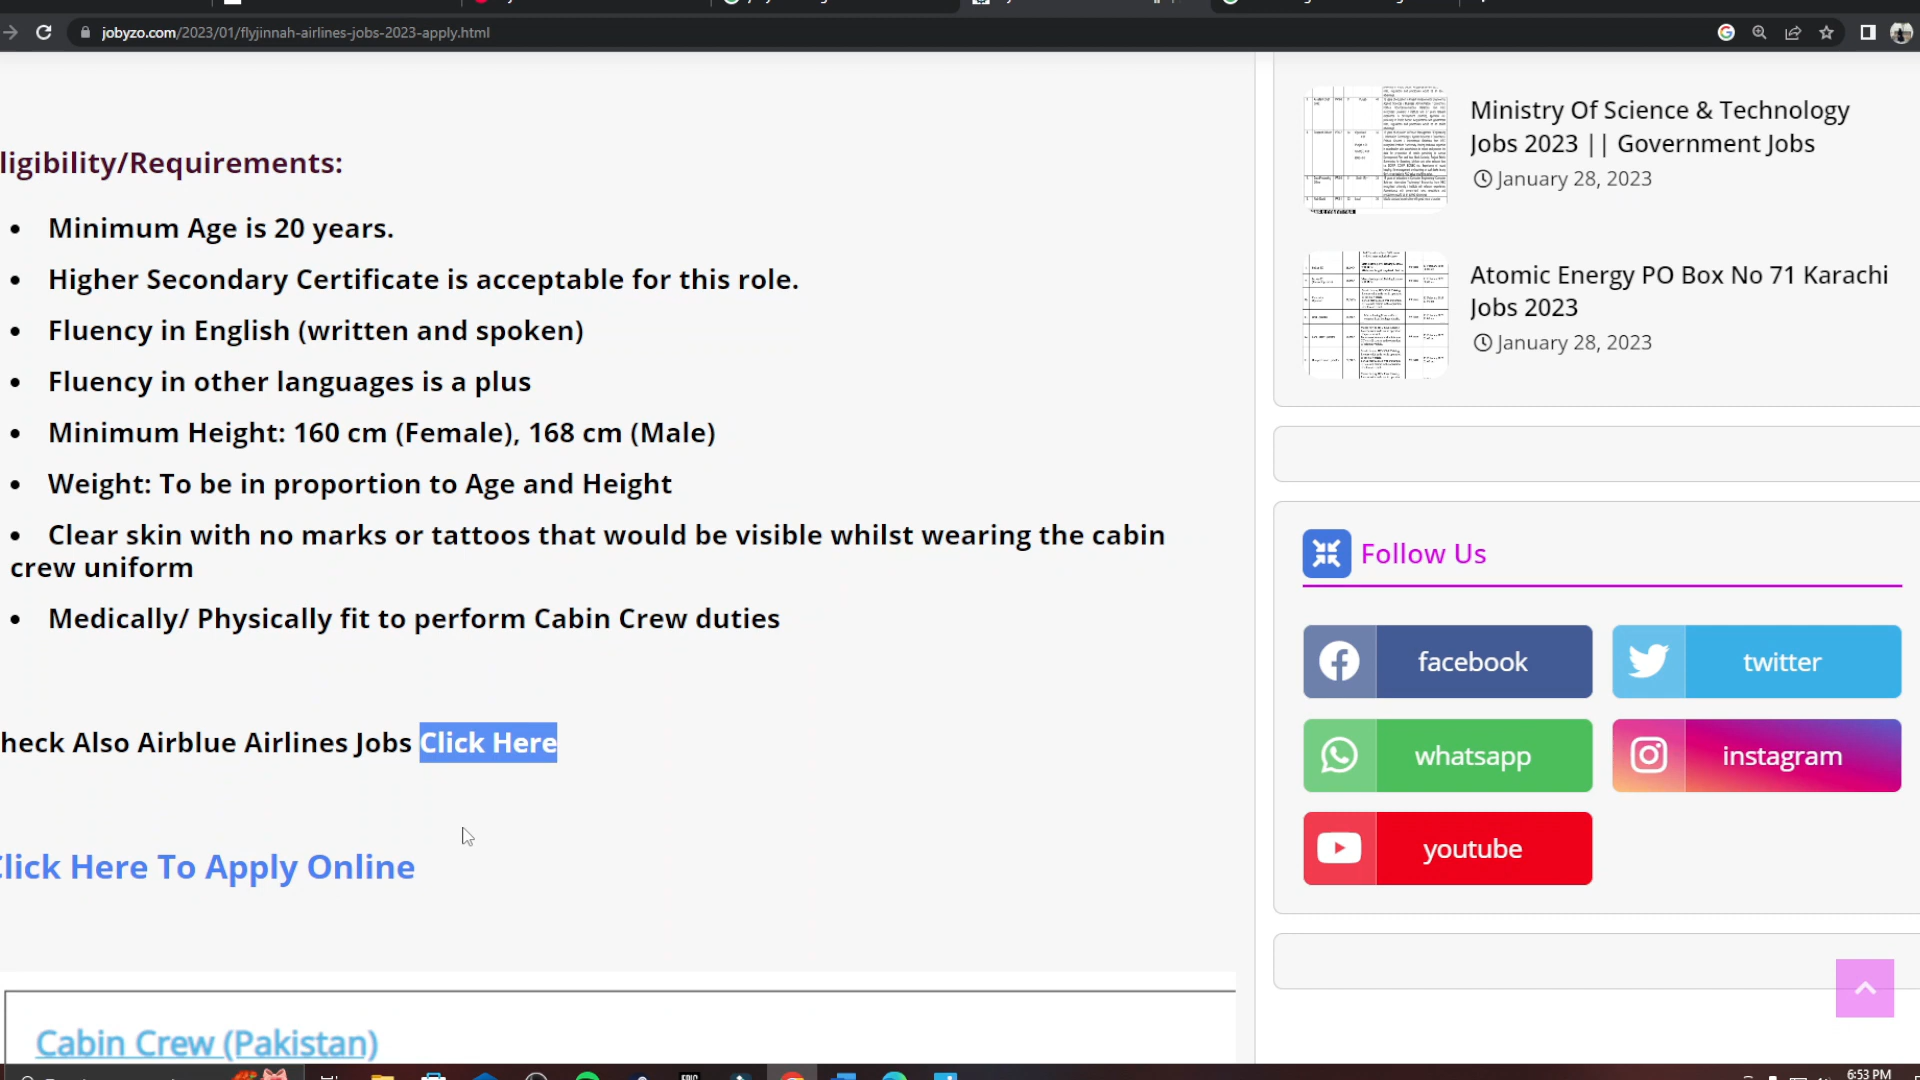 jobyzo.com/2023/01/flyjinnah-airlines-jobs-2023-apply.html
ligibility/Requirements:
• Minimum Age is 20 years.
• Higher Secondary Certificate is acceptable for this role.
• Fluency in English (written and spoken)
• Fluency in other languages is a plus
• Minimum Height: 160 cm (Female), 168 cm (Male)
• Weight: To be in proportion to Age and Height
• Clear skin with no marks or tattoos that would be visible whilst wearing the cabin
crew uniform
• Medically/ Physically fit to perform Cabin Crew duties
heck Also Airblue Airlines Jobs Click Here
lick Here To Apply Online
Cabin Crew (Pakistan)
Ministry Of Science & Technology
Jobs 2023 || Government Jobs
January 28, 2023
Atomic Energy PO Box No 71 Karachi
Jobs 2023
January 28, 2023
Follow Us
facebook
twitter
whatsapp
instagram
youtube
6:53 PM